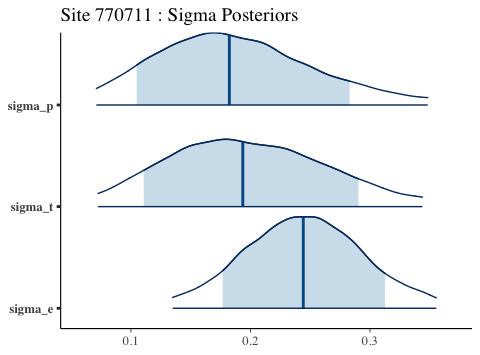 Site 770711 : Sigma Posteriors
sigma_p
sigma_t
sigma_e
0.1 0.2 0.3